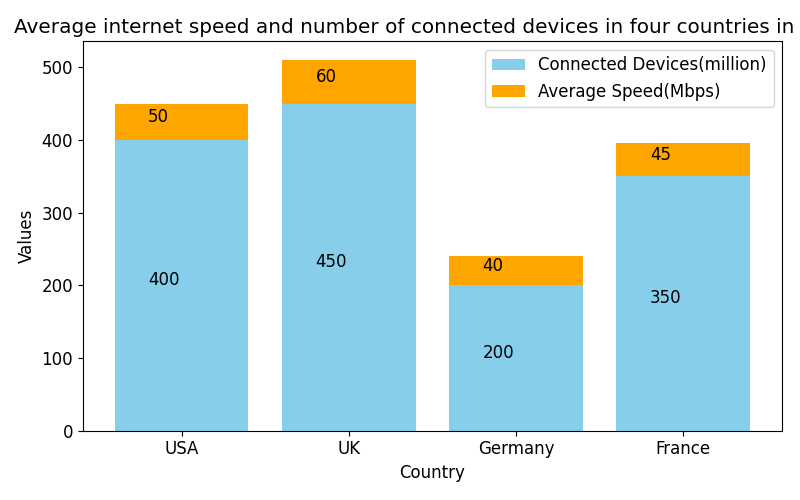 Average internet speed and number of connected devices in four countries in
Connected Devices(million)
Average Speed(Mbps)
500
400
300
200
100
0
Values
50
60
40
45
400
450
200
350
USA UK Germany France
Country